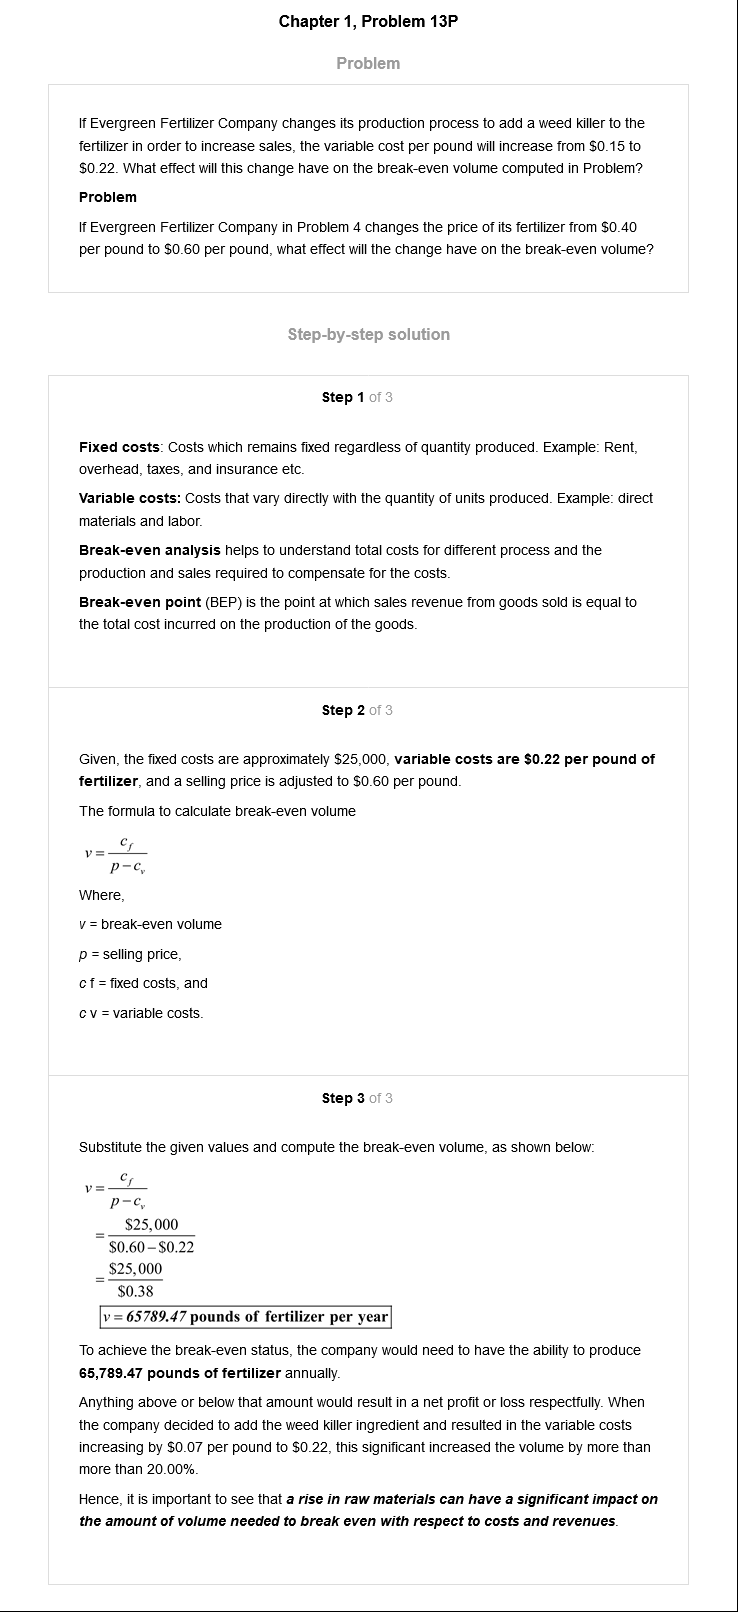 Chapter 1, Problem 13P
Problem
If Evergreen Fertilizer Company changes its production process to add a weed killer to the
fertilizer in order to increase sales, the variable cost per pound will increase from $0.15 to
$0.22. What effect will this change have on the break-even volume computed in Problem?
Problem
If Evergreen Fertilizer Company in Problem 4 changes the price of its fertilizer from $0.40
per pound to $0.60 per pound, what effect will the change have on the break-even volume?
Step-by-step solution
Step 1 of 3
Fixed costs: Costs which remains fixed regardless of quantity produced. Example: Rent,
overhead, taxes, and insurance etc.
Variable costs: Costs that vary directly with the quantity of units produced. Example: direct
materials and labor.
Break-even analysis helps to understand total costs for different process and the
production and sales required to compensate for the costs.
Break-even point (BEP) is the point at which sales revenue from goods sold is equal to
the total cost incurred on the production of the goods.
Step 2 of 3
Given, the fixed costs are approximately $25,000, variable costs are $0.22 per pound of
fertilizer, and a selling price is adjusted to $0.60 per pound.
The formula to calculate break-even volume
v = c_f / (p − c_v)
Where,
v = break-even volume
p = selling price,
c f = fixed costs, and
c v = variable costs.
Step 3 of 3
Substitute the given values and compute the break-even volume, as shown below:
v = c_f / (p − c_v)
= $25,000 / ($0.60 − $0.22)
= $25,000 / $0.38
v = 65789.47 pounds of fertilizer per year
To achieve the break-even status, the company would need to have the ability to produce
65,789.47 pounds of fertilizer annually.
Anything above or below that amount would result in a net profit or loss respectfully. When
the company decided to add the weed killer ingredient and resulted in the variable costs
increasing by $0.07 per pound to $0.22, this significant increased the volume by more than
more than 20.00%.
Hence, it is important to see that a rise in raw materials can have a significant impact on
the amount of volume needed to break even with respect to costs and revenues.